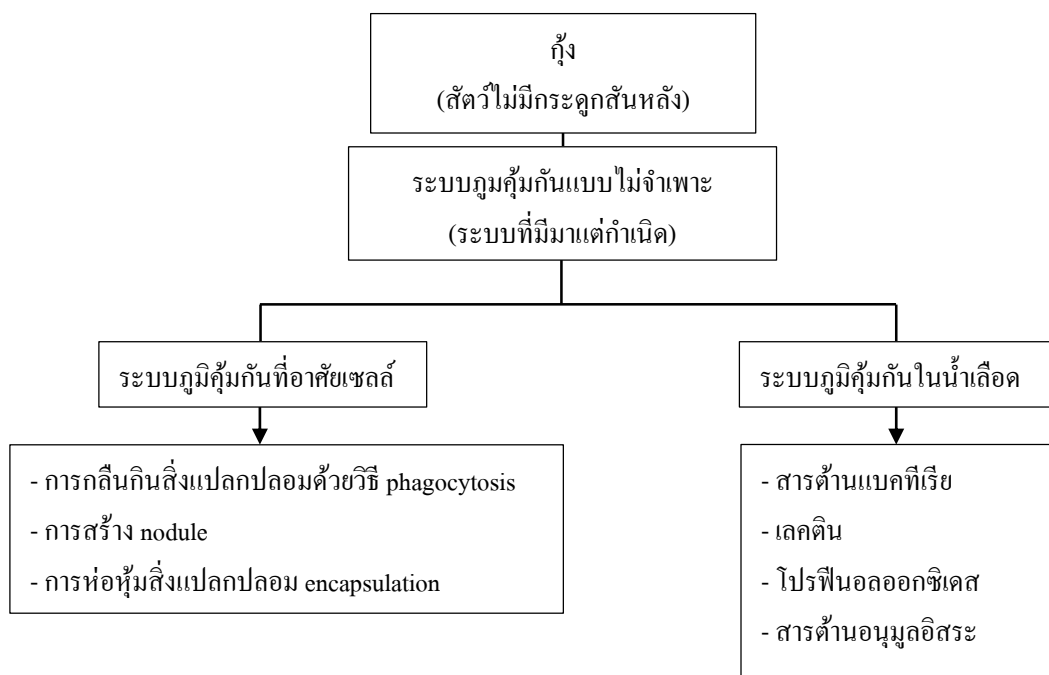 กุ้ง
(สัตว์ไม่มีกระดูกสันหลัง)
ระบบภูมคุ้มกันแบบไม่จำเพาะ
(ระบบที่มีมาแต่กำเนิด)
ระบบภูมิคุ้มกันที่อาศัยเซลล์
ระบบภูมิคุ้มกันในน้ำเลือด
- การกลืนกินสิ่งแปลกปลอมด้วยวิธี phagocytosis
- การสร้าง nodule
- การห่อหุ้มสิ่งแปลกปลอม encapsulation
- สารต้านแบคทีเรีย
- เลคติน
- โปรฟีนอลออกซิเดส
- สารต้านอนุมูลอิสระ